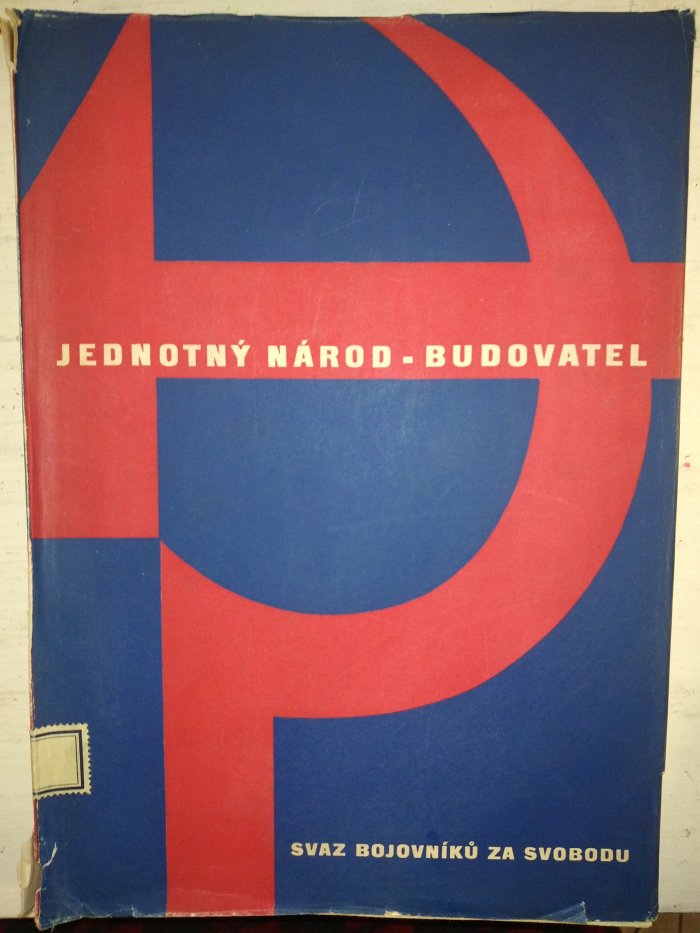 JEDNOTNÝ NÁROD - BUDOVATEL
SVAZ BOJOVNÍKŮ ZA SVOBODU